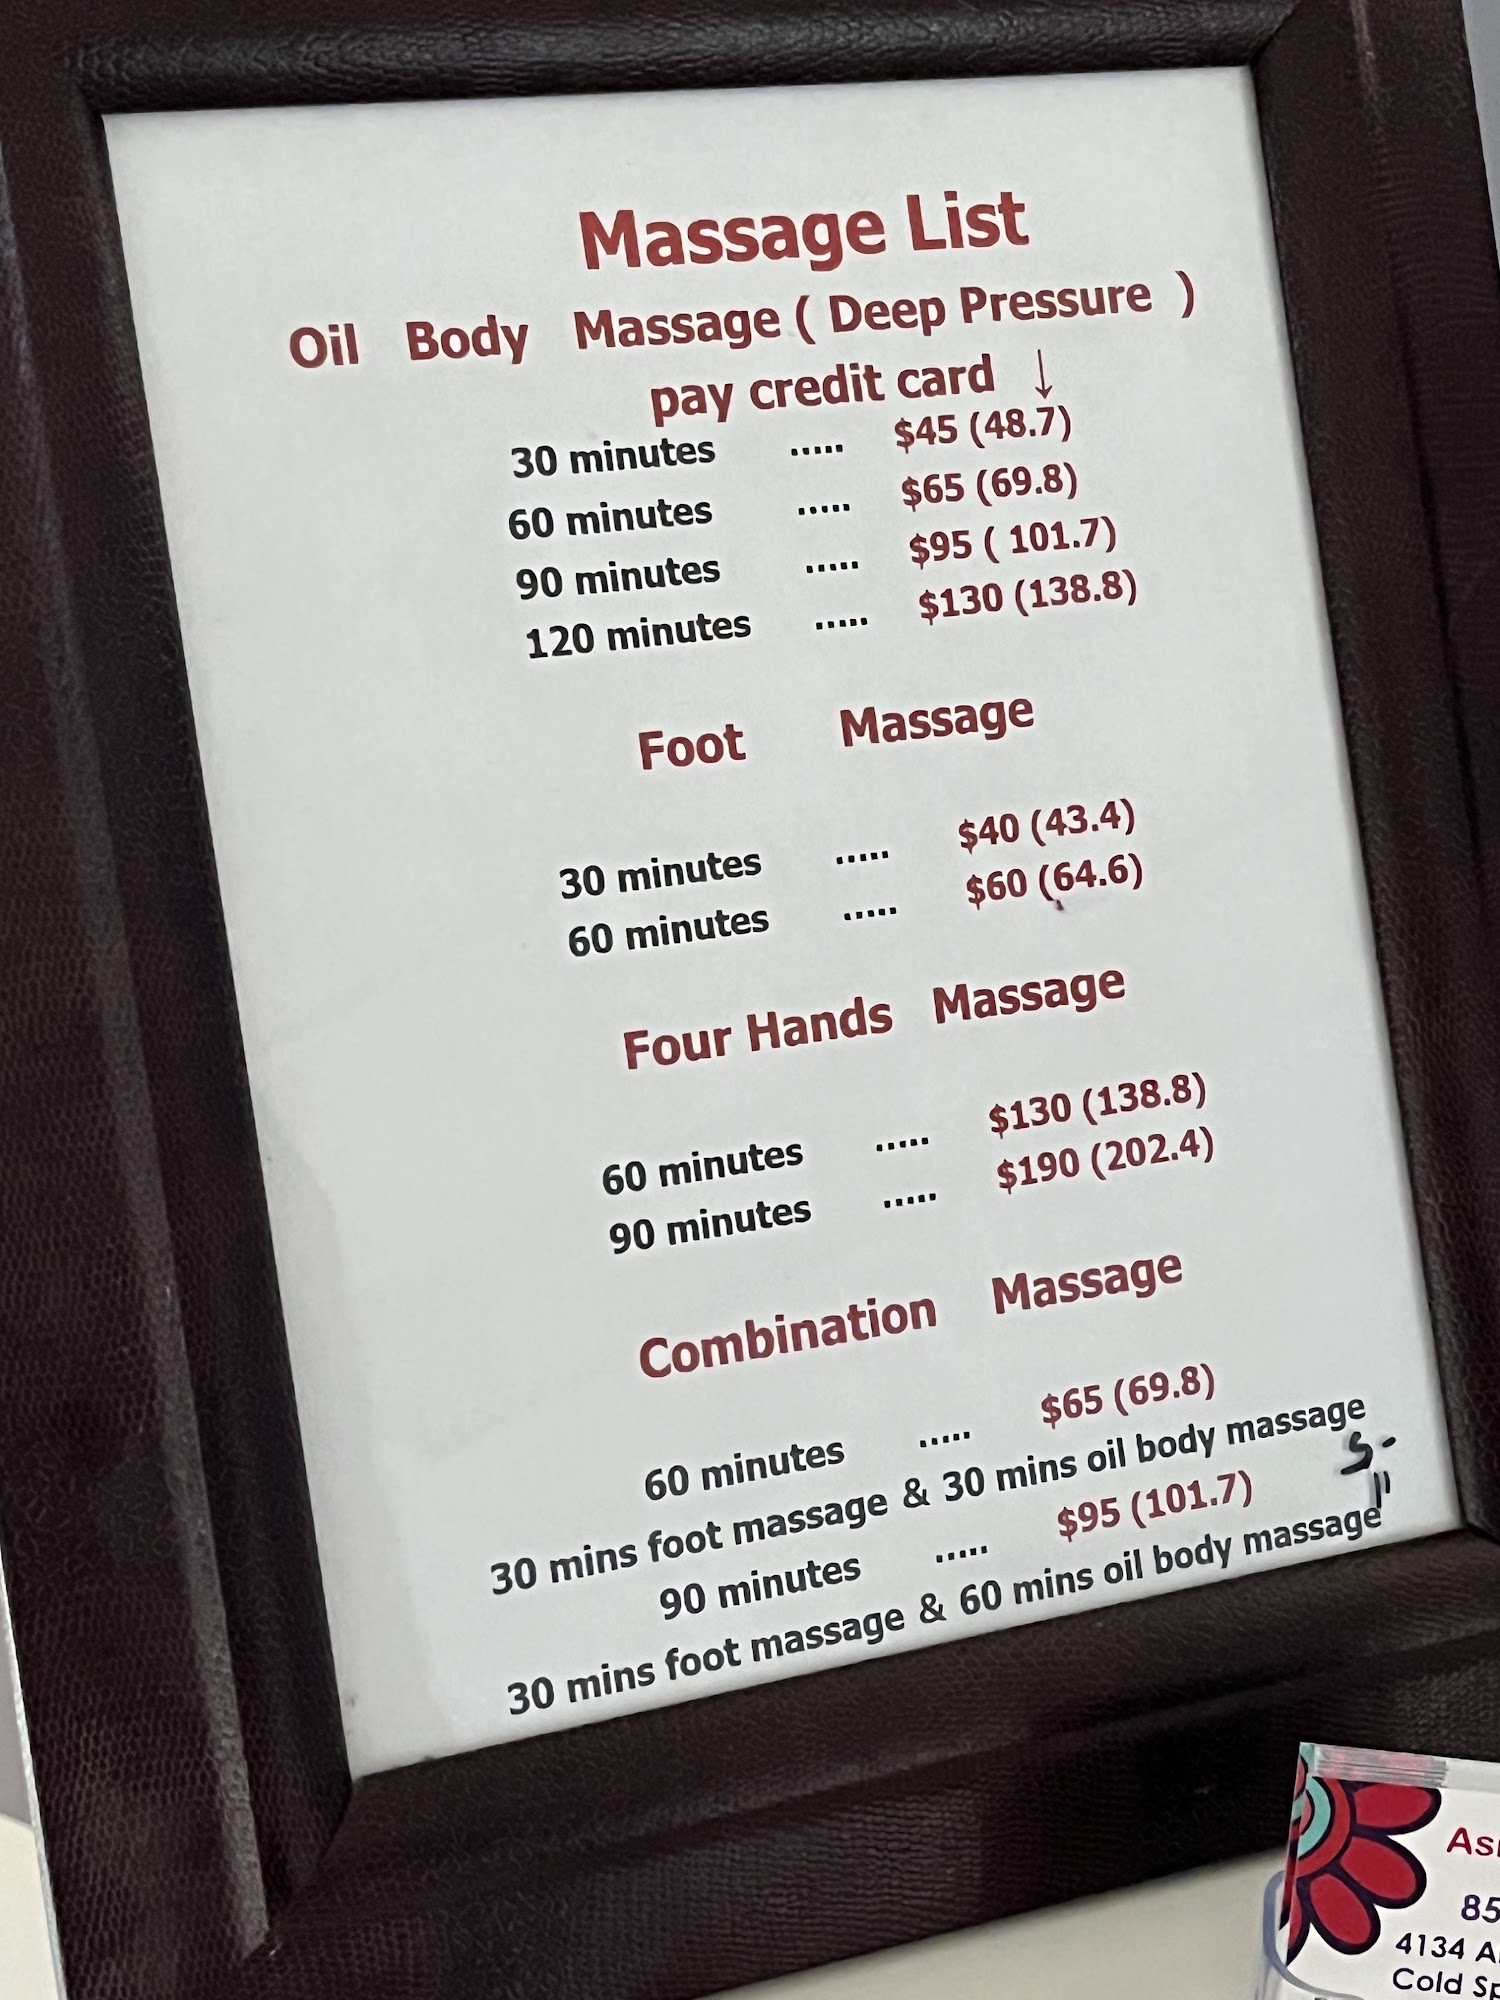 Massage List
Oil Body Massage ( Deep Pressure )
pay credit card ↓
30 minutes ..... $45 (48.7)
60 minutes ..... $65 (69.8)
90 minutes ..... $95 ( 101.7)
120 minutes ..... $130 (138.8)
Foot Massage
30 minutes ..... $40 (43.4)
60 minutes ..... $60 (64.6)
Four Hands Massage
60 minutes ..... $130 (138.8)
90 minutes ..... $190 (202.4)
Combination Massage
60 minutes ..... $65 (69.8)
30 mins foot massage & 30 mins oil body massage
90 minutes ..... $95 (101.7)
30 mins foot massage & 60 mins oil body massage
85
4134
Cold